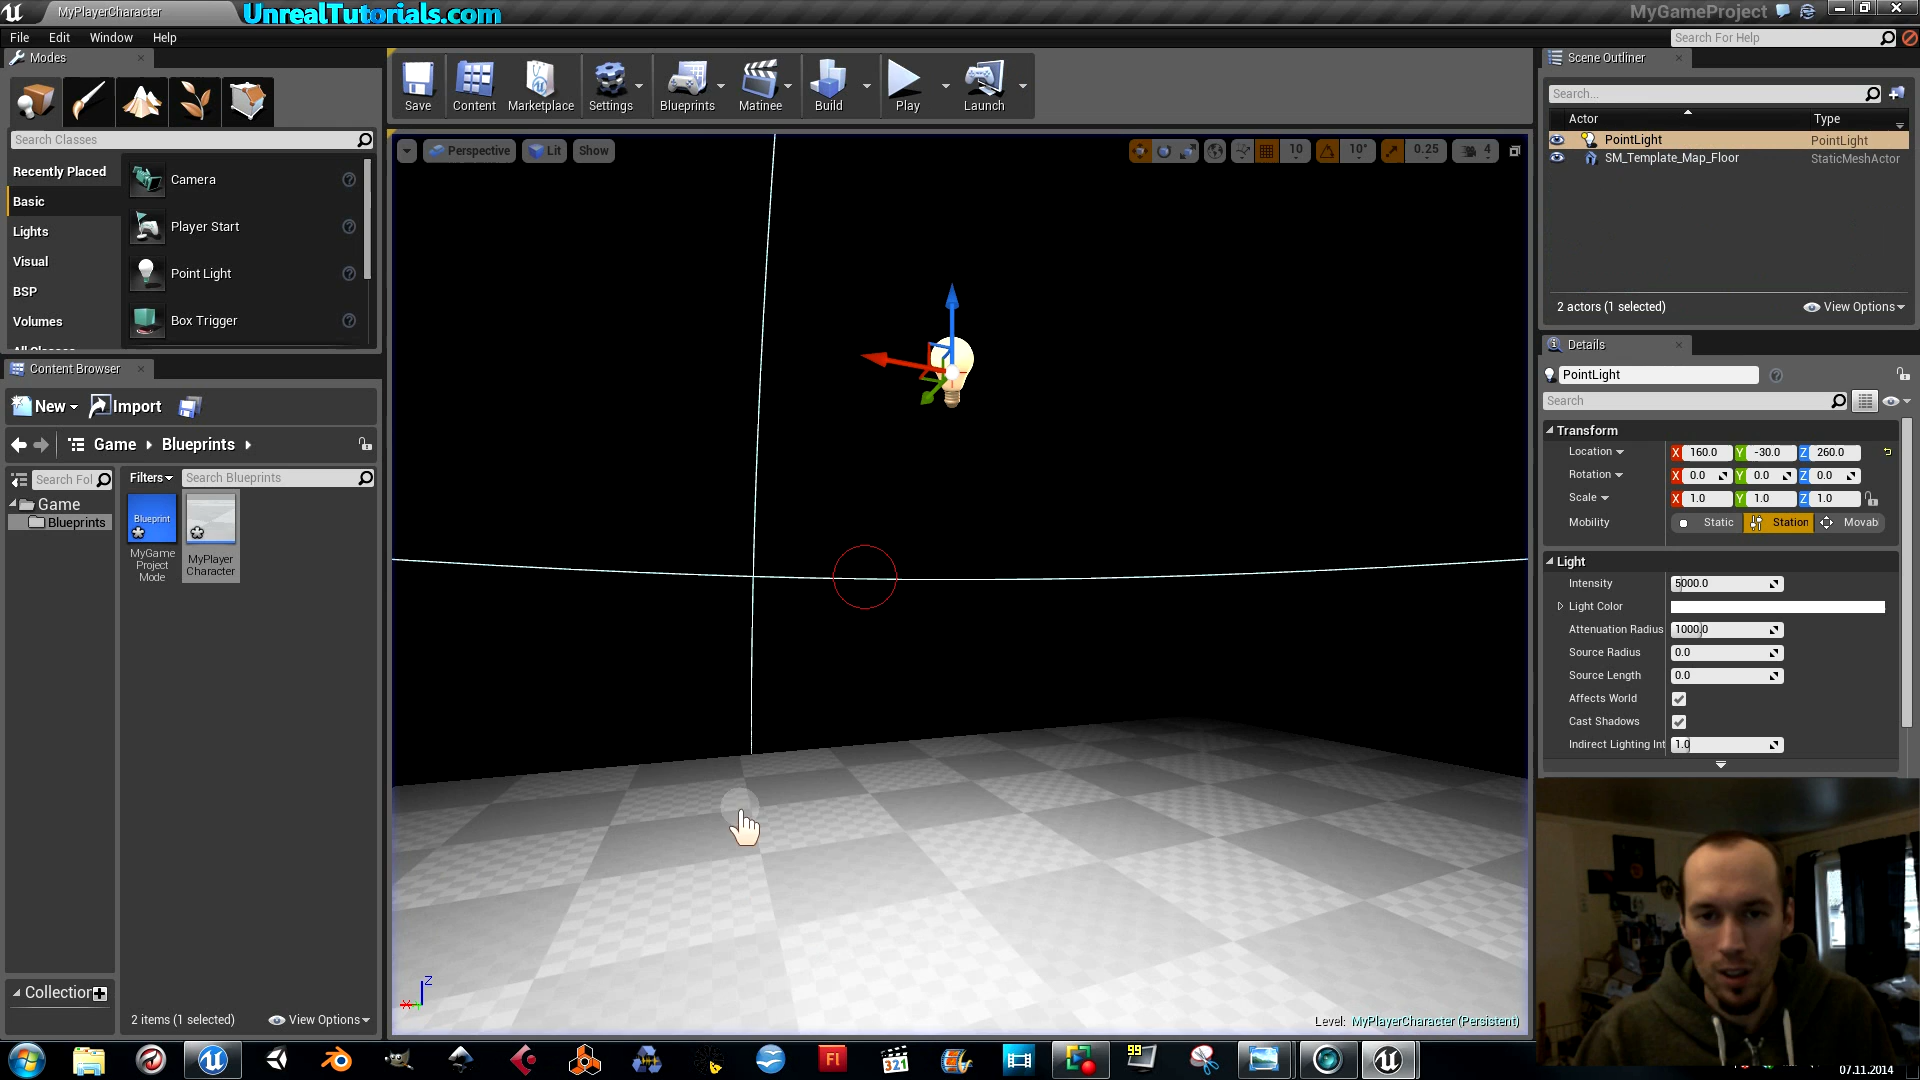 MyPlayerCharacter
UnrealTutorials.com
MyGameProject
File Edit Window Help
Search For Help
Modes
Save
Content
Marketplace
Settings
Blueprints
Matinee
Build
Play
Launch
Search Classes
Recently Placed
Basic
Lights
Visual
BSP
Volumes
Camera
Player Start
Point Light
Box Trigger
Perspective
Lit
Show
10
10°
0.25
4
Scene Outliner
Search...
Actor Type
PointLight PointLight
SM_Template_Map_Floor StaticMeshActor
2 actors (1 selected)
View Options
Content Browser
New
Import
Game
Blueprints
Search Fol
Game
Blueprints
Filters
Search Blueprints
Blueprint
MyGame
Project
Mode
MyPlayer
Character
Collection
2 items (1 selected)
View Options
Z
X
Level: MyPlayerCharacter (Persistent)
Details
PointLight
Search
Transform
Location X 160.0 Y -30.0 Z 260.0
Rotation X 0.0 Y 0.0 Z 0.0
Scale X 1.0 Y 1.0 Z 1.0
Mobility Static Station Movab
Light
Intensity 5000.0
Light Color
Attenuation Radius 1000.0
Source Radius 0.0
Source Length 0.0
Affects World
Cast Shadows
Indirect Lighting Int 1.0
Fl
321
99
07.11.2014